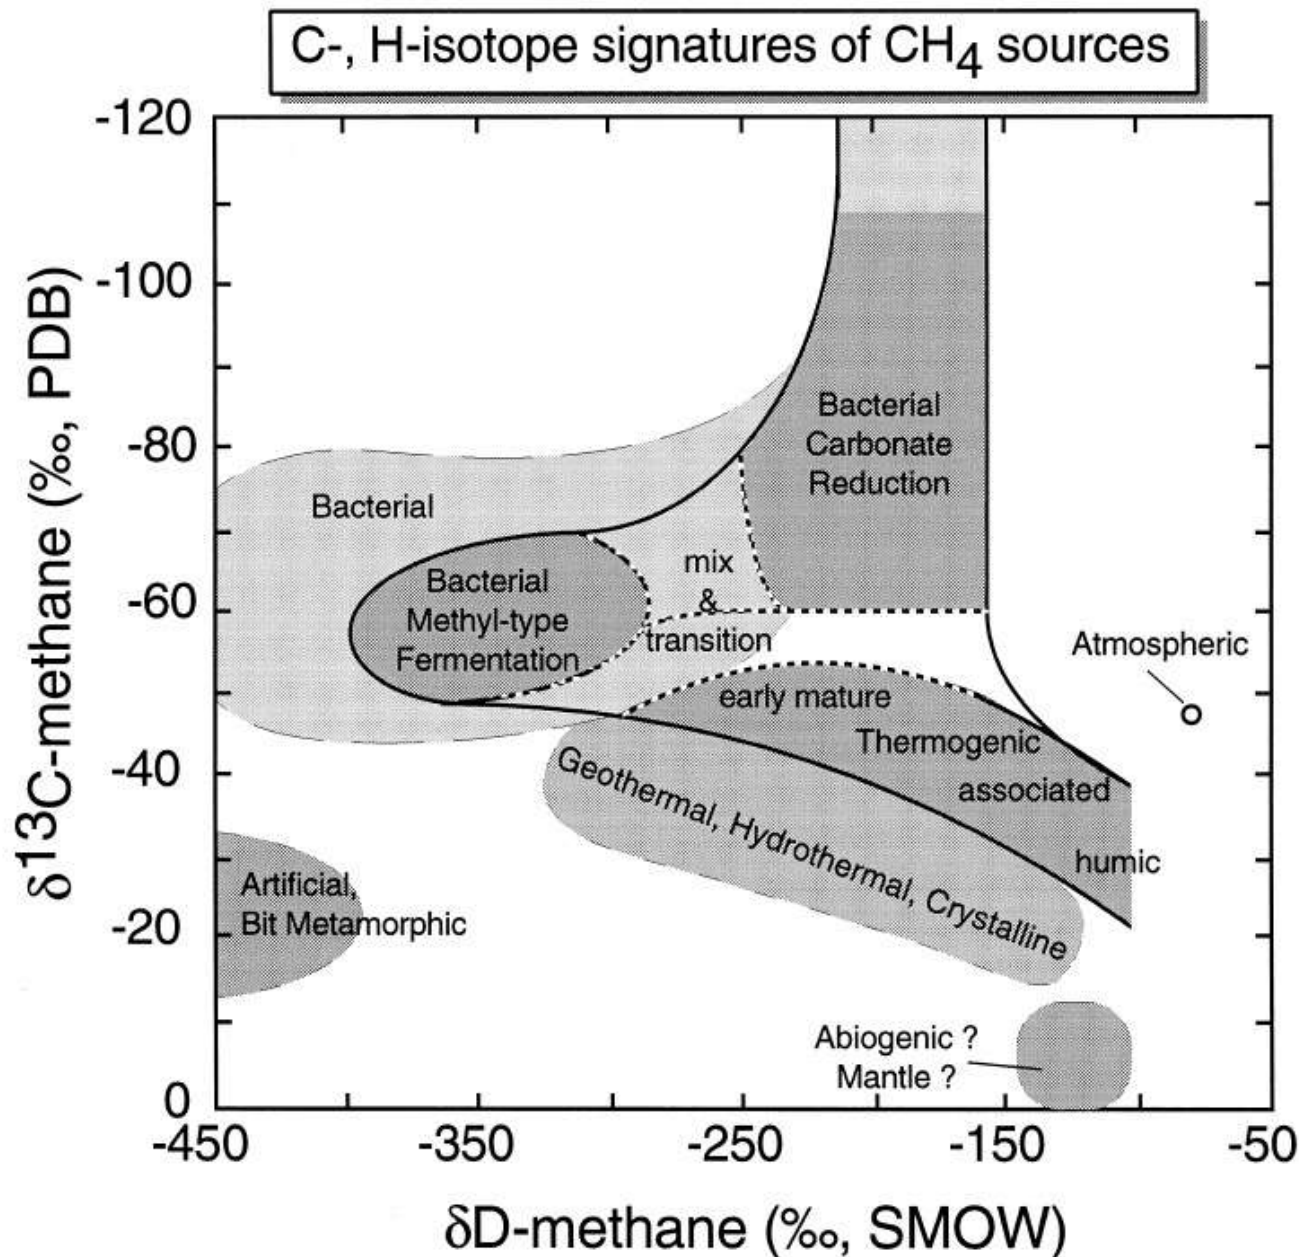 C-, H-isotope signatures of CH4 sources
δ13C-methane (‰, PDB)
-120
-100
-80
-60
-40
-20
0
Bacterial
Carbonate
Reduction
Bacterial
Bacterial
Methyl-type
Fermentation
mix
&
transition
Atmospheric
early mature
Thermogenic
associated
humic
Geothermal, Hydrothermal, Crystalline
Artificial,
Bit Metamorphic
Abiogenic ?
Mantle ?
-450
-350
-250
-150
-50
δD-methane (‰, SMOW)